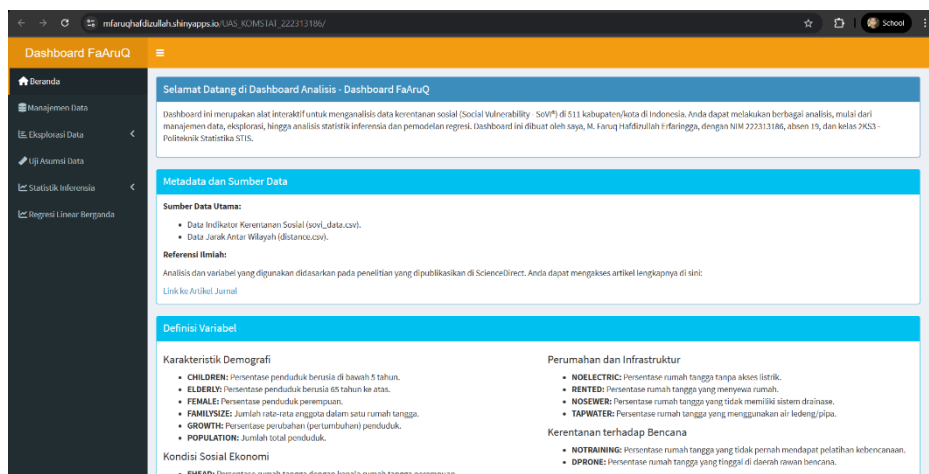 mfaruqhafdizullah.shinyapps.io/UAS_KOMSTAT_222313186/
School
Dashboard FaAruQ
Beranda
Manajemen Data
Eksplorasi Data
Uji Asumsi Data
Statistik Inferensia
Regresi Linear Berganda
Selamat Datang di Dashboard Analisis - Dashboard FaAruQ
Dashboard ini merupakan alat interaktif untuk menganalisis data kerentanan sosial (Social Vulnerability - SoVI®) di 511 kabupaten/kota di Indonesia. Anda dapat melakukan berbagai analisis, mulai dari
manajemen data, eksplorasi, hingga analisis statistik inferensia dan pemodelan regresi. Dashboard ini dibuat oleh saya, M. Faruq Hafdizullah Erfaringga, dengan NIM 222313186, absen 19, dan kelas 2KS3 -
Politeknik Statistika STIS.
Metadata dan Sumber Data
Sumber Data Utama:
• Data Indikator Kerentanan Sosial (sovi_data.csv).
• Data Jarak Antar Wilayah (distance.csv).
Referensi Ilmiah:
Analisis dan variabel yang digunakan didasarkan pada penelitian yang dipublikasikan di ScienceDirect. Anda dapat mengakses artikel lengkapnya di sini:
Link ke Artikel Jurnal
Definisi Variabel
Karakteristik Demografi
• CHILDREN: Persentase penduduk berusia di bawah 5 tahun.
• ELDERLY: Persentase penduduk berusia 65 tahun ke atas.
• FEMALE: Persentase penduduk perempuan.
• FAMILYSIZE: Jumlah rata-rata anggota dalam satu rumah tangga.
• GROWTH: Persentase perubahan (pertumbuhan) penduduk.
• POPULATION: Jumlah total penduduk.
Kondisi Sosial Ekonomi
• FHEAD: Persentase rumah tangga dengan kepala rumah tangga perempuan.
Perumahan dan Infrastruktur
• NOELECTRIC: Persentase rumah tangga tanpa akses listrik.
• RENTED: Persentase rumah tangga yang menyewa rumah.
• NOSEWER: Persentase rumah tangga yang tidak memiliki sistem drainase.
• TAPWATER: Persentase rumah tangga yang menggunakan air ledeng/pipa.
Kerentanan terhadap Bencana
• NOTRAINING: Persentase rumah tangga yang tidak pernah mendapat pelatihan kebencanaan.
• DPRONE: Persentase rumah tangga yang tinggal di daerah rawan bencana.